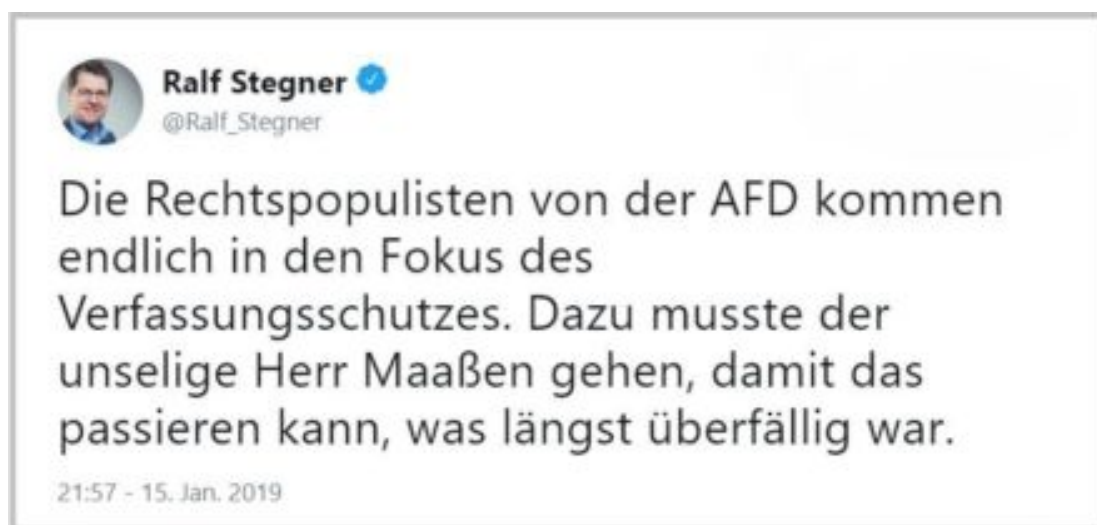 Ralf Stegner
@Ralf_Stegner
Die Rechtspopulisten von der AFD kommen
endlich in den Fokus des
Verfassungsschutzes. Dazu musste der
unselige Herr Maaßen gehen, damit das
passieren kann, was längst überfällig war.
21:57 - 15. Jan. 2019